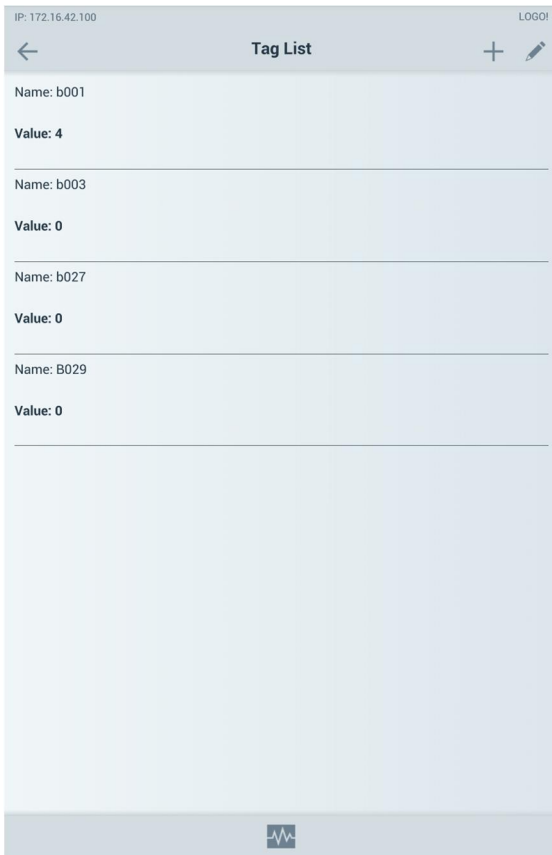 IP: 172.16.42.100 LOGO!
Tag List
Name: b001
Value: 4
Name: b003
Value: 0
Name: b027
Value: 0
Name: B029
Value: 0